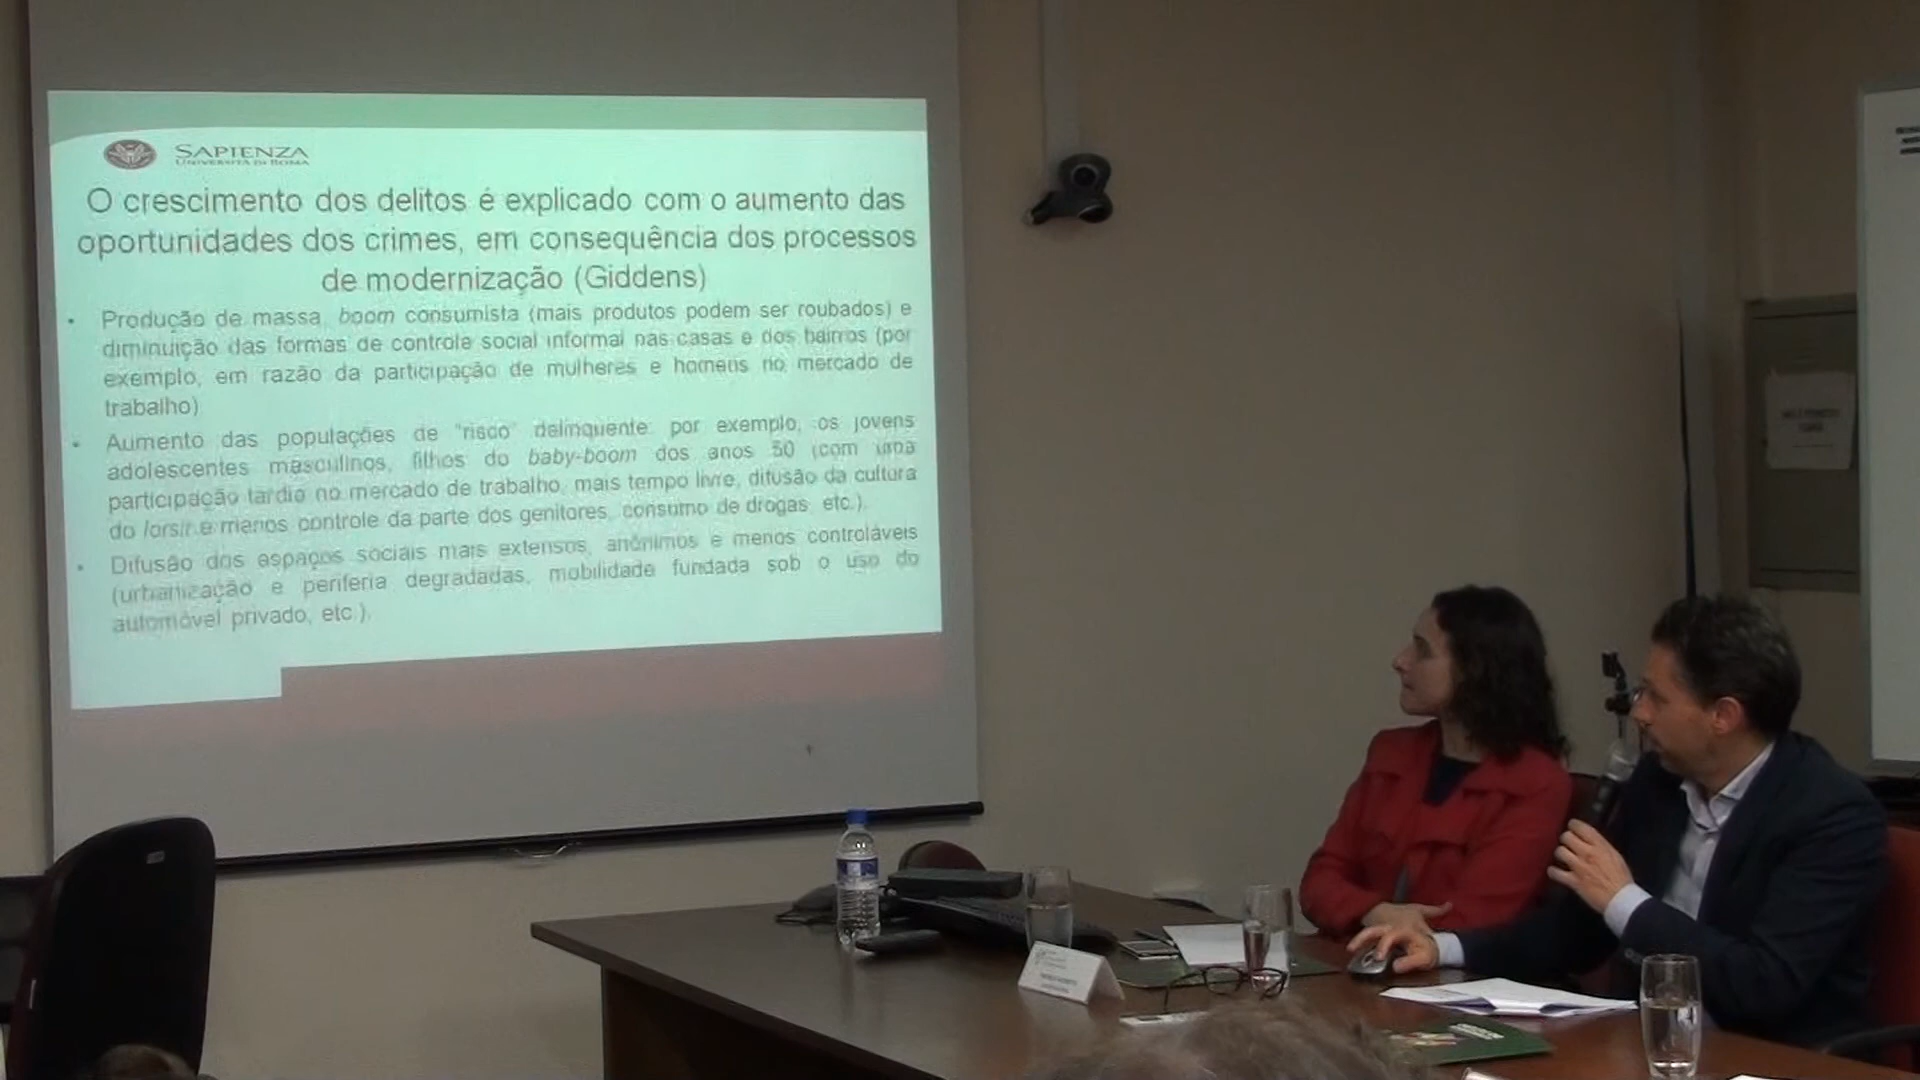 SAPIENZA
UNIVERSITÀ DI ROMA
O crescimento dos delitos é explicado com o aumento das
oportunidades dos crimes, em consequência dos processos
de modernização (Giddens)
• Produção de massa, boom consumista (mais produtos podem ser roubados) e
diminuição das formas de controle social informal nas casas e dos bairros (por
exemplo, em razão da participação de mulheres e homens no mercado de
trabalho)
• Aumento das populações de "risco" delinquente: por exemplo, os jovens
adolescentes masculinos, filhos do baby-boom dos anos 50 (com uma
participação tardia no mercado de trabalho, mais tempo livre, difusão da cultura
do e menos controle da parte dos genitores, consumo de drogas, etc.).
• Difusão dos espaços sociais mais extensos, anônimos e menos controláveis
(urbanização e periferia degradadas, mobilidade fundada sob o uso do
automóvel privado, etc.).